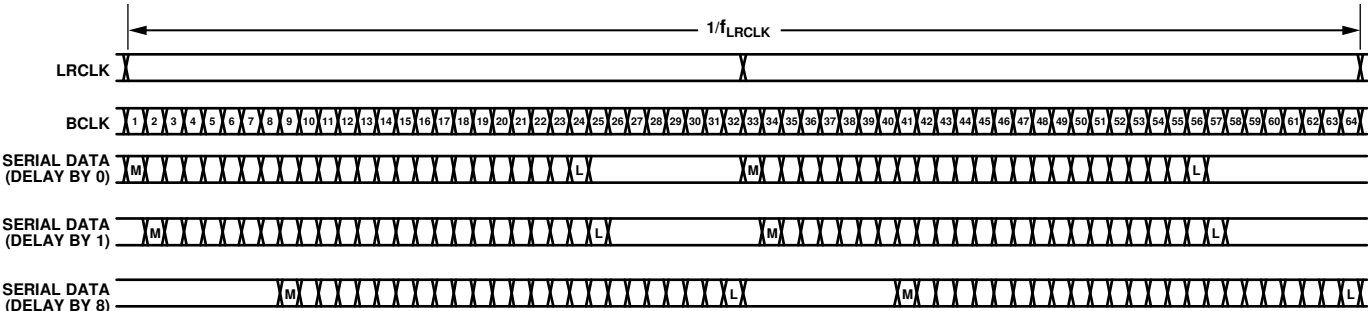 1/fLRCLK
LRCLK
BCLK 1 2 3 4 5 6 7 8 9 10 11 12 13 14 15 16 17 18 19 20 21 22 23 24 25 26 27 28 29 30 31 32 33 34 35 36 37 38 39 40 41 42 43 44 45 46 47 48 49 50 51 52 53 54 55 56 57 58 59 60 61 62 63 64
SERIAL DATA
(DELAY BY 0) M L M L
SERIAL DATA
(DELAY BY 1) M L M L
SERIAL DATA
(DELAY BY 8) M L M L